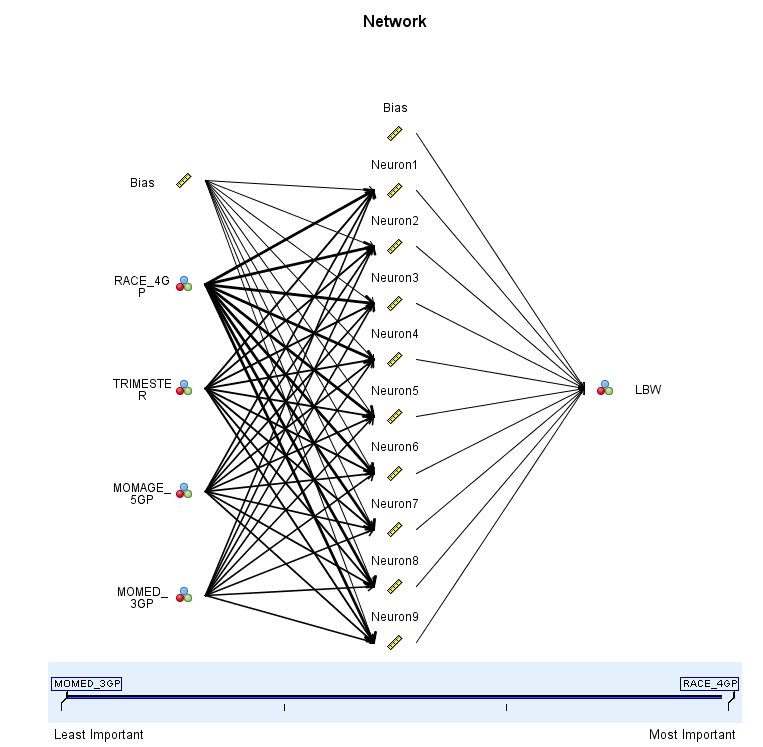 Network
Bias
Neuron1
Bias
Neuron2
RACE_4G
P
Neuron3
Neuron4
TRIMESTE
R
LBW
Neuron5
Neuron6
MOMAGE_
5GP
Neuron7
Neuron8
MOMED_
3GP
Neuron9
MOMED_3GP
RACE_4GP
Least Important
Most Important